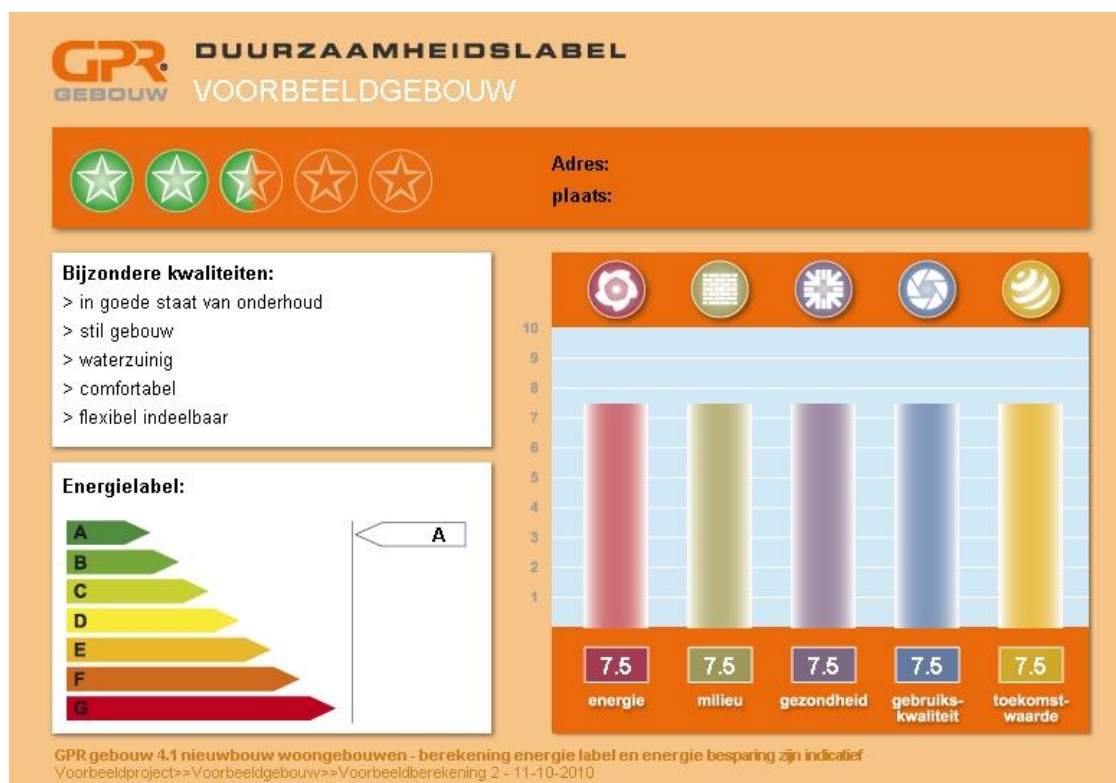 GPR®
GEBOUW
DUURZAAMHEIDSLABEL
VOORBEELDGEBOUW
Adres:
plaats:
Bijzondere kwaliteiten:
> in goede staat van onderhoud
> stil gebouw
> waterzuinig
> comfortabel
> flexibel indeelbaar
Energielabel:
A
B
C
D
E
F
G
A
10
9
8
7
6
5
4
3
2
1
7.5 7.5 7.5 7.5 7.5
energie milieu gezondheid gebruiks- toekomst-
kwaliteit waarde
GPR gebouw 4.1 nieuwbouw woongebouwen - berekening energie label en energie besparing zijn indicatief
Voorbeeldproject>>Voorbeeldgebouw>>Voorbeeldberekening 2 - 11-10-2010